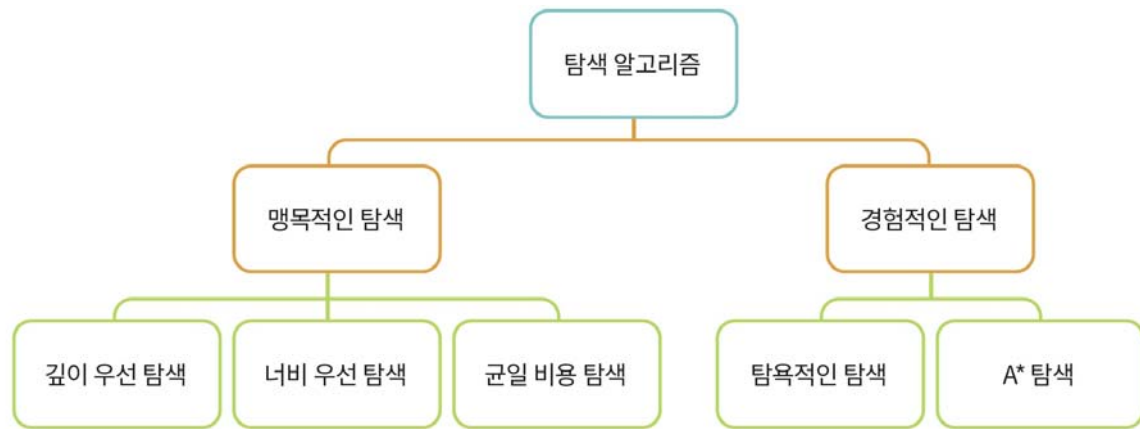 탐색 알고리즘
맹목적인 탐색
경험적인 탐색
깊이 우선 탐색
너비 우선 탐색
균일 비용 탐색
탐욕적인 탐색
A* 탐색